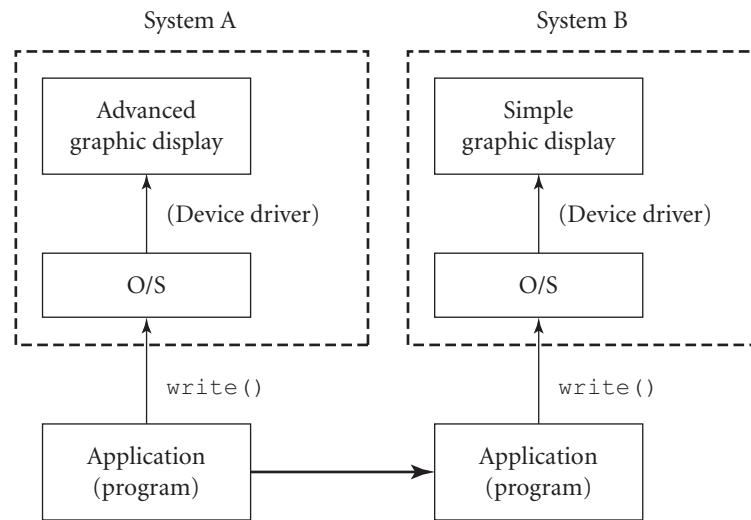 System A
Advanced
graphic display
(Device driver)
O/S
write()
Application
(program)
System B
Simple
graphic display
(Device driver)
O/S
write()
Application
(program)